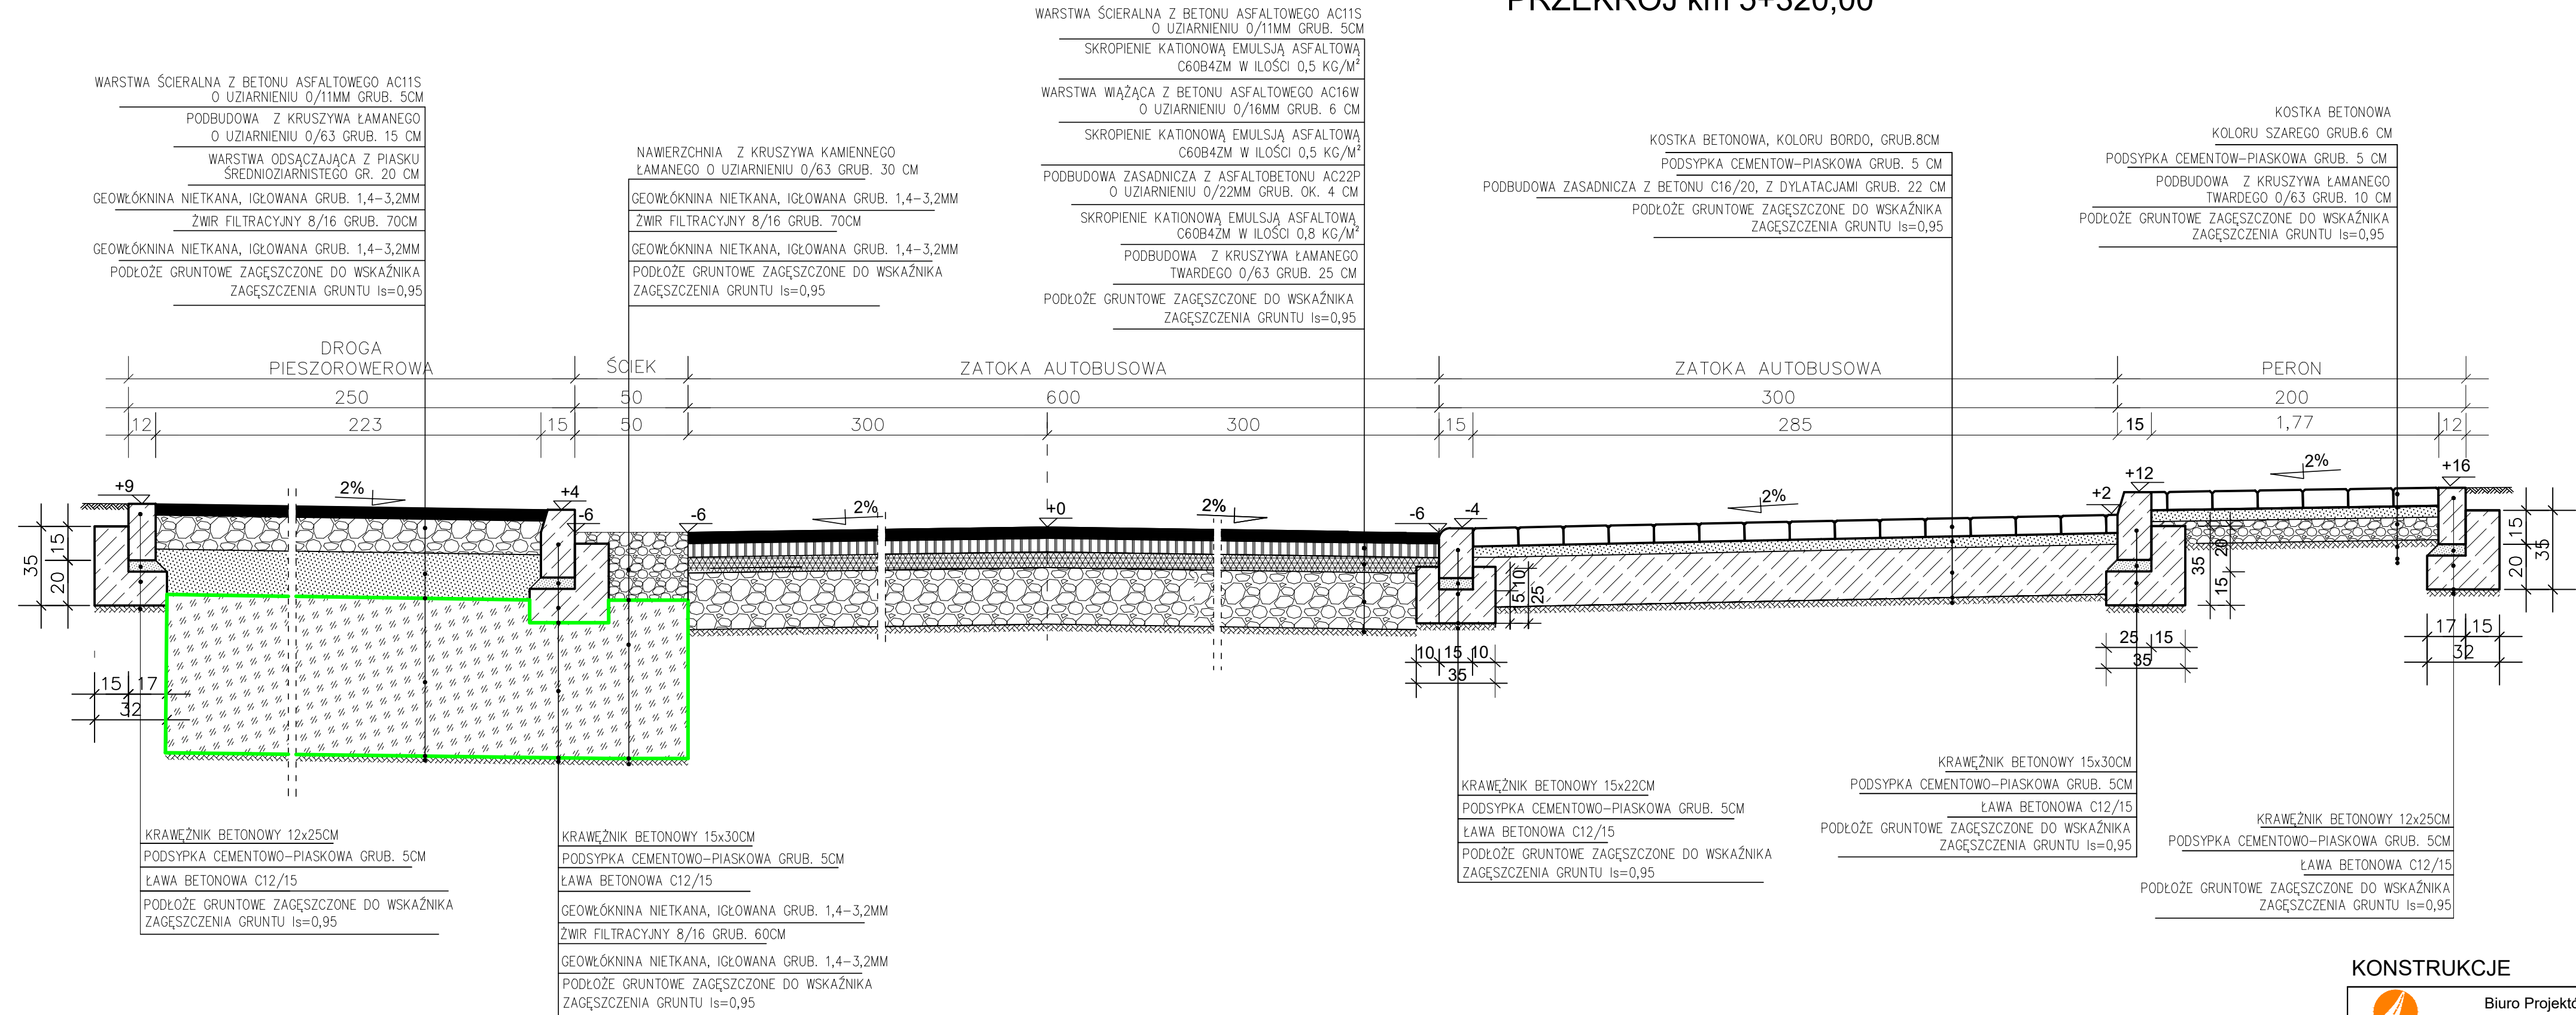 PRZEKRÓJ km 5+320,00
WARSTWA ŚCIERALNA Z BETONU ASFALTOWEGO AC11S
O UZIARNIENIU 0/11MM GRUB. 5CM
PODBUDOWA Z KRUSZYWA ŁAMANEGO
O UZIARNIENIU 0/63 GRUB. 15 CM
WARSTWA ODSĄCZAJĄCA Z PIASKU
ŚREDNIOZIARNISTEGO GR. 20 CM
GEOWŁÓKNINA NIETKANA, IGŁOWANA GRUB. 1,4-3,2MM
ŻWIR FILTRACYJNY 8/16 GRUB. 70CM
GEOWŁÓKNINA NIETKANA, IGŁOWANA GRUB. 1,4-3,2MM
PODŁOŻE GRUNTOWE ZAGĘSZCZONE DO WSKAŹNIKA
ZAGĘSZCZENIA GRUNTU Is=0,95
NAWIERZCHNIA Z KRUSZYWA KAMIENNEGO
ŁAMANEGO O UZIARNIENIU 0/63 GRUB. 30 CM
GEOWŁÓKNINA NIETKANA, IGŁOWANA GRUB. 1,4-3,2MM
ŻWIR FILTRACYJNY 8/16 GRUB. 70CM
GEOWŁÓKNINA NIETKANA, IGŁOWANA GRUB. 1,4-3,2MM
PODŁOŻE GRUNTOWE ZAGĘSZCZONE DO WSKAŹNIKA
ZAGĘSZCZENIA GRUNTU Is=0,95
WARSTWA ŚCIERALNA Z BETONU ASFALTOWEGO AC11S
O UZIARNIENIU 0/11MM GRUB. 5CM
SKROPIENIE KATIONOWĄ EMULSJĄ ASFALTOWĄ
C60B4ZM W ILOŚCI 0,5 KG/M²
WARSTWA WIĄŻĄCA Z BETONU ASFALTOWEGO AC16W
O UZIARNIENIU 0/16MM GRUB. 6 CM
SKROPIENIE KATIONOWĄ EMULSJĄ ASFALTOWĄ
C60B4ZM W ILOŚCI 0,5 KG/M²
PODBUDOWA ZASADNICZA Z ASFALTOBETONU AC22P
O UZIARNIENIU 0/22MM GRUB. OK. 4 CM
SKROPIENIE KATIONOWĄ EMULSJĄ ASFALTOWĄ
C60B4ZM W ILOŚCI 0,8 KG/M²
PODBUDOWA Z KRUSZYWA ŁAMANEGO
TWARDEGO 0/63 GRUB. 25 CM
PODŁOŻE GRUNTOWE ZAGĘSZCZONE DO WSKAŹNIKA
ZAGĘSZCZENIA GRUNTU Is=0,95
KOSTKA BETONOWA, KOLORU BORDO, GRUB.8CM
PODSYPKA CEMENTOW-PIASKOWA GRUB. 5 CM
PODBUDOWA ZASADNICZA Z BETONU C16/20, Z DYLATACJAMI GRUB. 22 CM
PODŁOŻE GRUNTOWE ZAGĘSZCZONE DO WSKAŹNIKA
ZAGĘSZCZENIA GRUNTU Is=0,95
KOSTKA BETONOWA
KOLORU SZAREGO GRUB.6 CM
PODSYPKA CEMENTOW-PIASKOWA GRUB. 5 CM
PODBUDOWA Z KRUSZYWA ŁAMANEGO
TWARDEGO 0/63 GRUB. 10 CM
PODŁOŻE GRUNTOWE ZAGĘSZCZONE DO WSKAŹNIKA
ZAGĘSZCZENIA GRUNTU Is=0,95
DROGA
PIESZOROWEROWA ŚCIEK ZATOKA AUTOBUSOWA ZATOKA AUTOBUSOWA PERON
250 50 600 300 200
12 223 15 50 300 300 15 285 15 1,77 12
+9 2% +4 -6 -6 2% +0 2% -6 -4 2% +2 +12 2% +16
35 15 20
5 10 25
35 20 15
15 20 35
15 17
32
10 15 10
35
25 15
35
17 15
32
KRAWĘŻNIK BETONOWY 12x25CM
PODSYPKA CEMENTOWO-PIASKOWA GRUB. 5CM
ŁAWA BETONOWA C12/15
PODŁOŻE GRUNTOWE ZAGĘSZCZONE DO WSKAŹNIKA
ZAGĘSZCZENIA GRUNTU Is=0,95
KRAWĘŻNIK BETONOWY 15x30CM
PODSYPKA CEMENTOWO-PIASKOWA GRUB. 5CM
ŁAWA BETONOWA C12/15
GEOWŁÓKNINA NIETKANA, IGŁOWANA GRUB. 1,4-3,2MM
ŻWIR FILTRACYJNY 8/16 GRUB. 60CM
GEOWŁÓKNINA NIETKANA, IGŁOWANA GRUB. 1,4-3,2MM
PODŁOŻE GRUNTOWE ZAGĘSZCZONE DO WSKAŹNIKA
ZAGĘSZCZENIA GRUNTU Is=0,95
KRAWĘŻNIK BETONOWY 15x22CM
PODSYPKA CEMENTOWO-PIASKOWA GRUB. 5CM
ŁAWA BETONOWA C12/15
PODŁOŻE GRUNTOWE ZAGĘSZCZONE DO WSKAŹNIKA
ZAGĘSZCZENIA GRUNTU Is=0,95
KRAWĘŻNIK BETONOWY 15x30CM
PODSYPKA CEMENTOWO-PIASKOWA GRUB. 5CM
ŁAWA BETONOWA C12/15
PODŁOŻE GRUNTOWE ZAGĘSZCZONE DO WSKAŹNIKA
ZAGĘSZCZENIA GRUNTU Is=0,95
KRAWĘŻNIK BETONOWY 12x25CM
PODSYPKA CEMENTOWO-PIASKOWA GRUB. 5CM
ŁAWA BETONOWA C12/15
PODŁOŻE GRUNTOWE ZAGĘSZCZONE DO WSKAŹNIKA
ZAGĘSZCZENIA GRUNTU Is=0,95
KONSTRUKCJE
Biuro Projektó